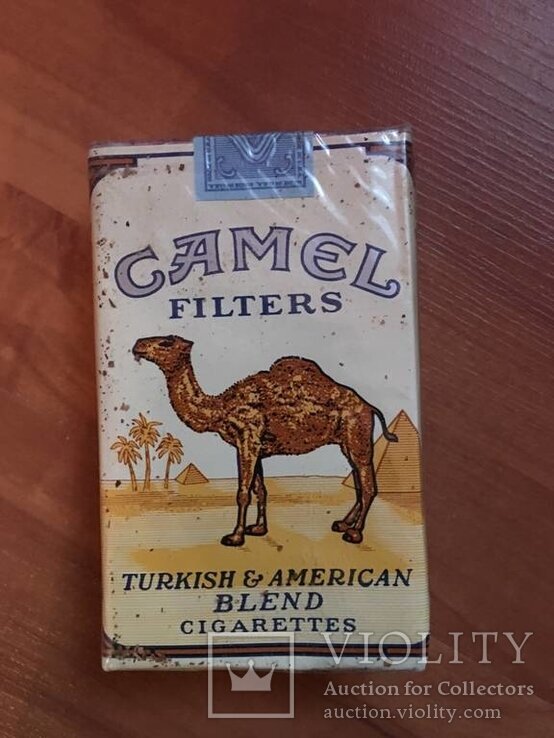 CAMEL
FILTERS
TURKISH & AMERICAN
BLEND
CIGARETTES
VIOLITY
Auction for Collectors
auction.violity.com